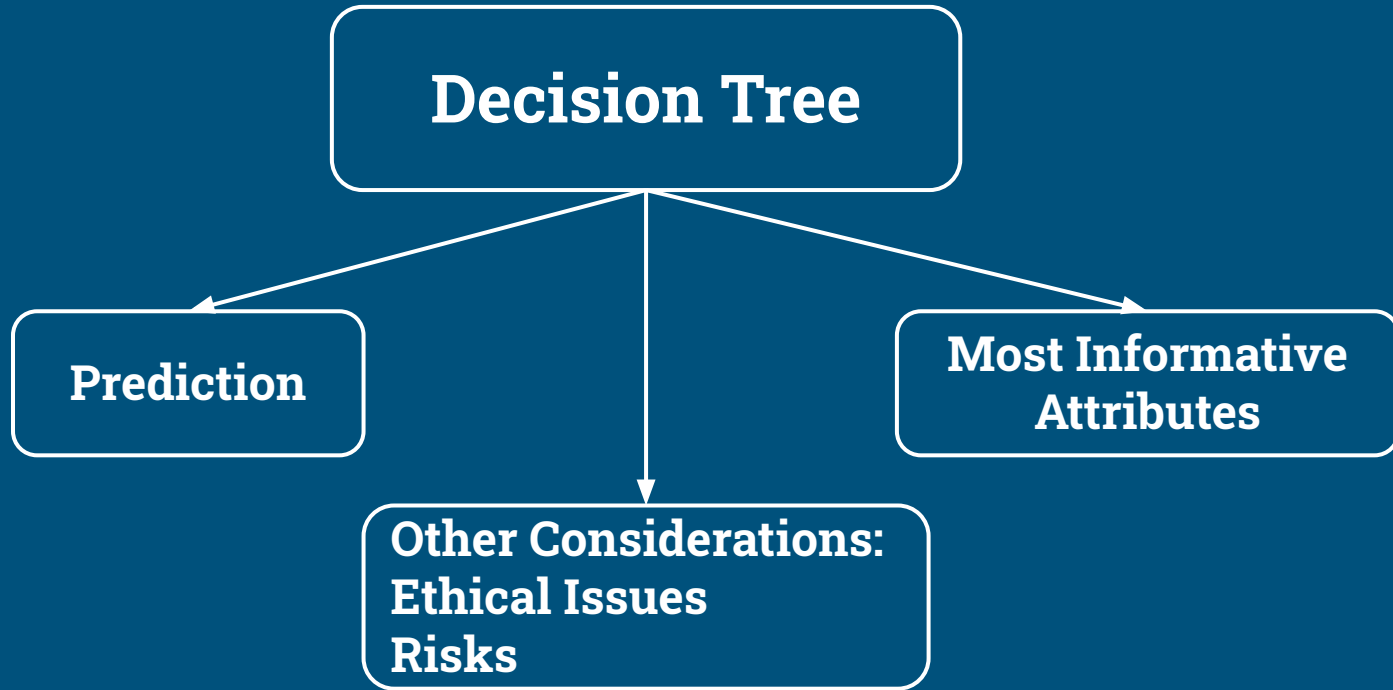 Decision Tree
Prediction
Most Informative
Attributes
Other Considerations:
Ethical Issues
Risks